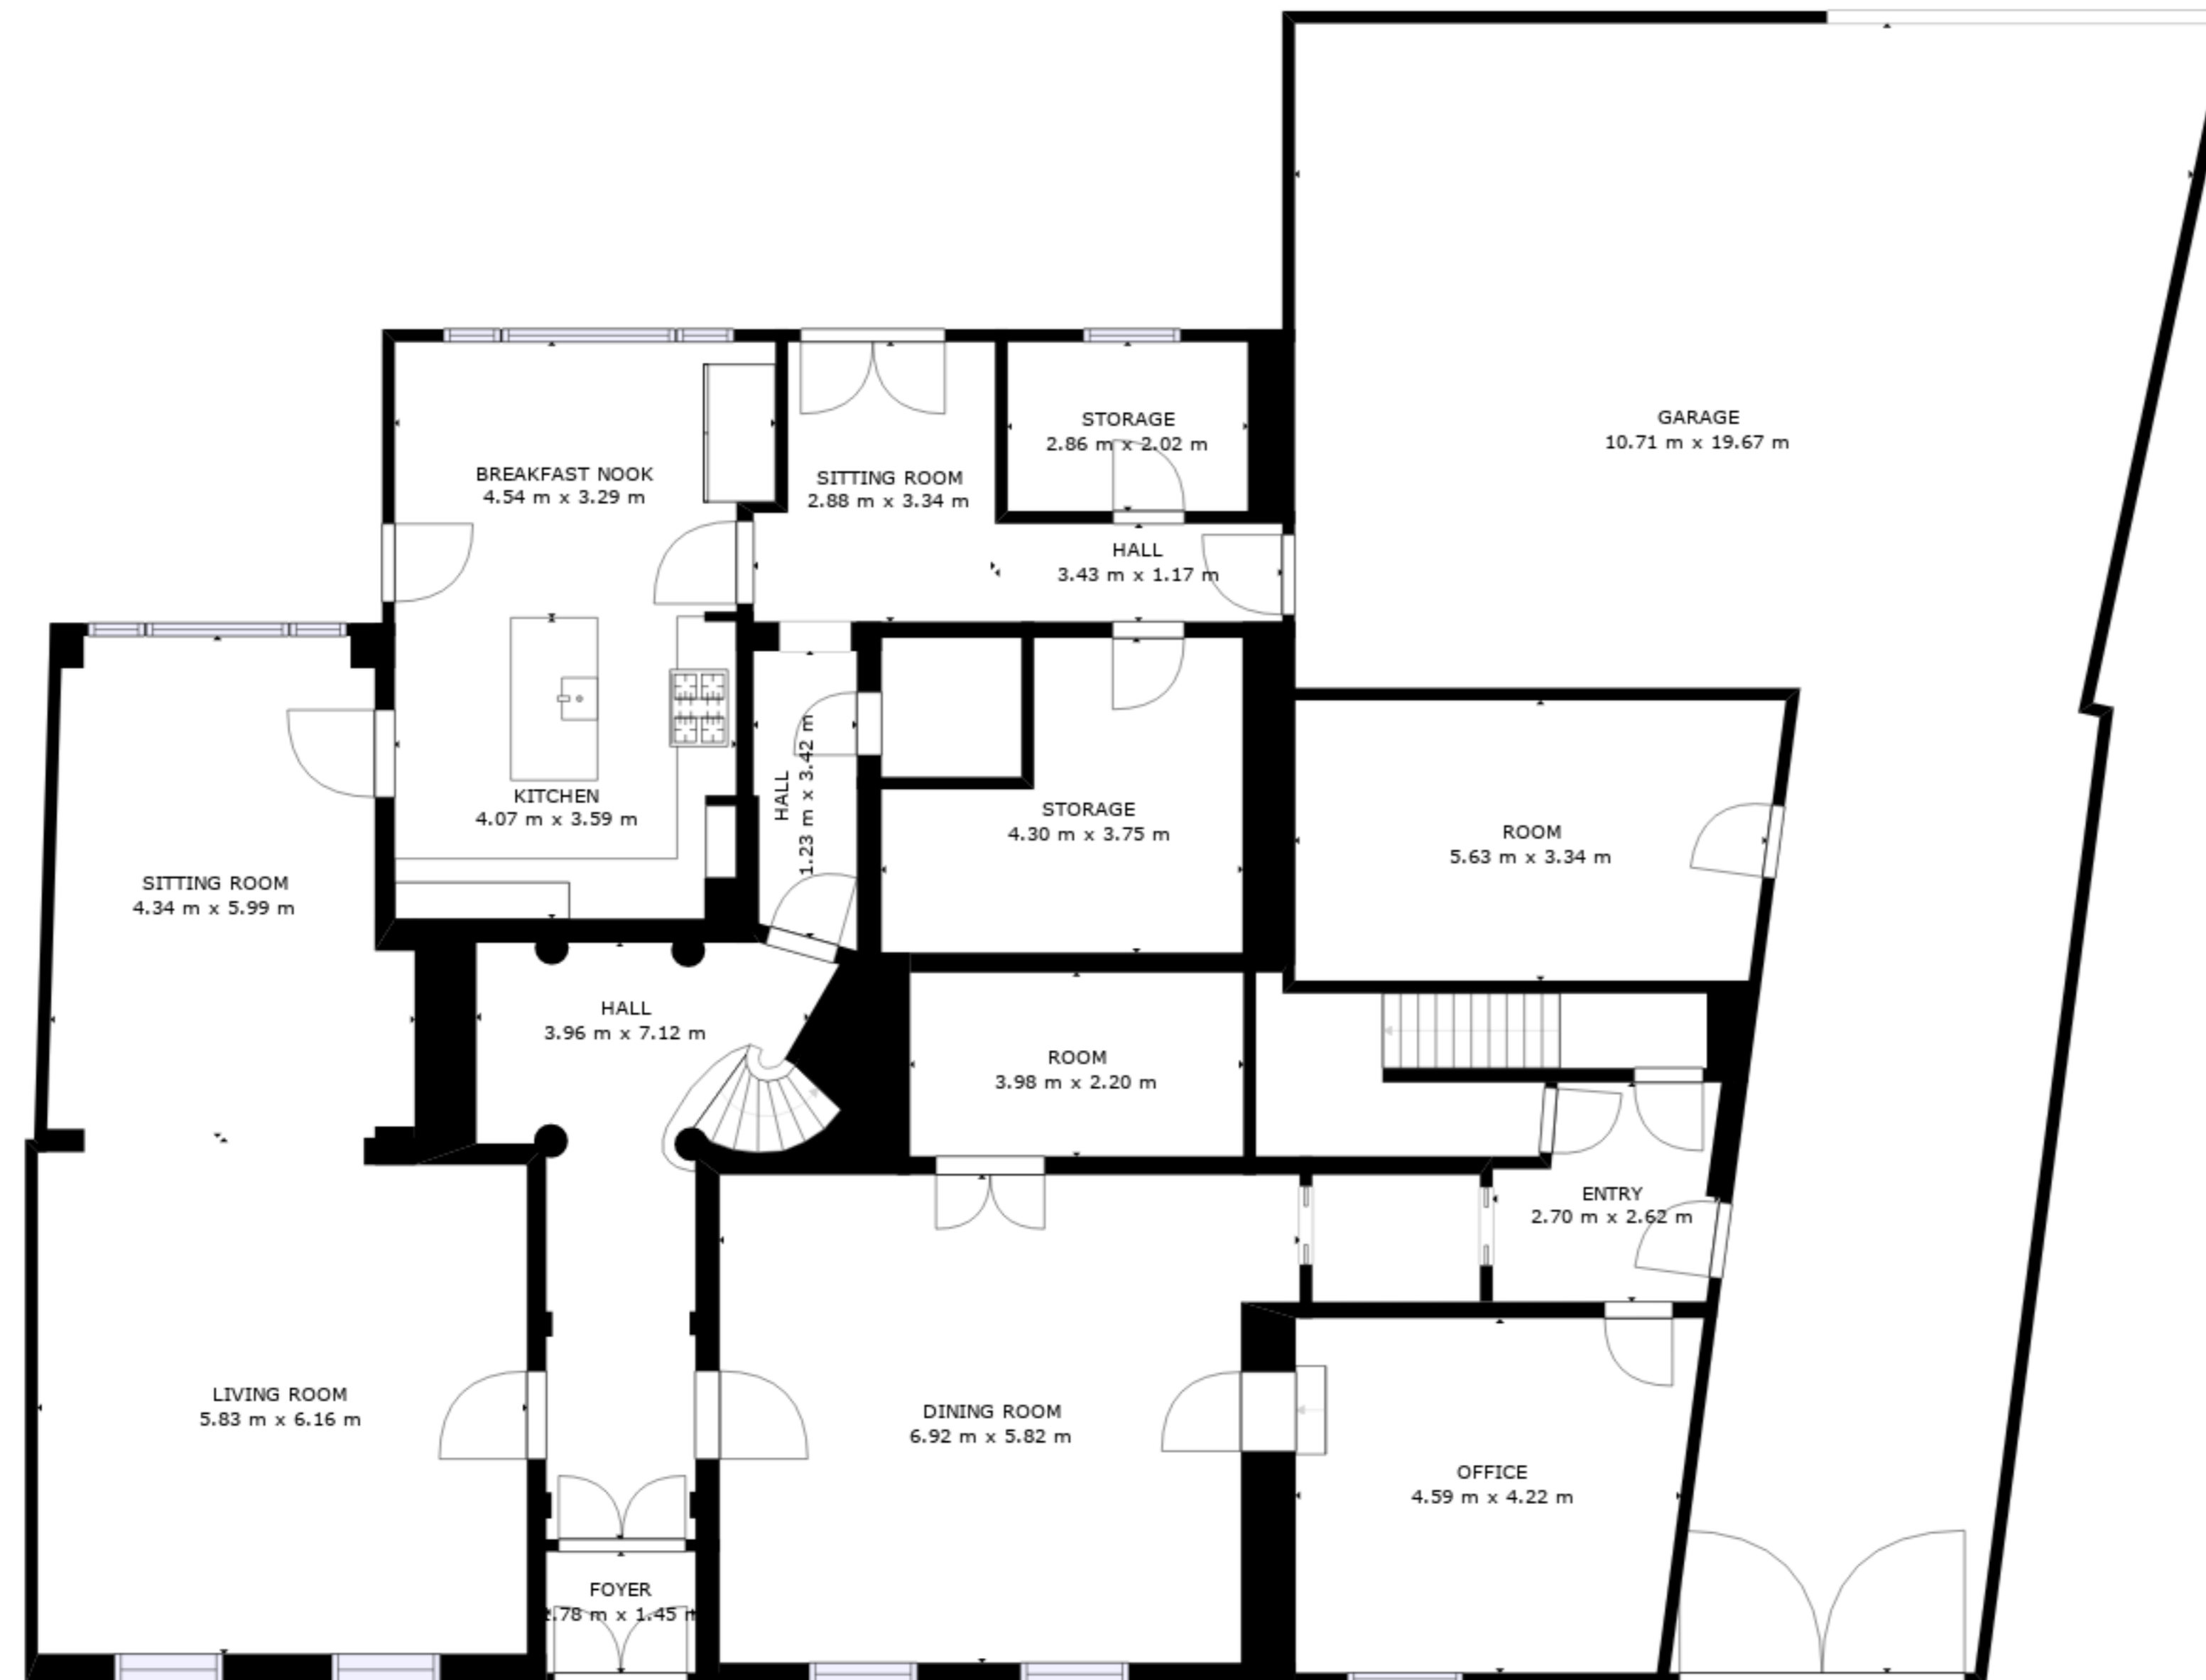 GARAGE
10.71 m x 19.67 m
STORAGE
2.86 m x 2.02 m
BREAKFAST NOOK
4.54 m x 3.29 m
SITTING ROOM
2.88 m x 3.34 m
HALL
3.43 m x 1.17 m
KITCHEN
4.07 m x 3.59 m
HALL
1.23 m x 3.42 m
STORAGE
4.30 m x 3.75 m
ROOM
5.63 m x 3.34 m
SITTING ROOM
4.34 m x 5.99 m
HALL
3.96 m x 7.12 m
ROOM
3.98 m x 2.20 m
ENTRY
2.70 m x 2.62 m
LIVING ROOM
5.83 m x 6.16 m
DINING ROOM
6.92 m x 5.82 m
OFFICE
4.59 m x 4.22 m
FOYER
.78 m x 1.45 m